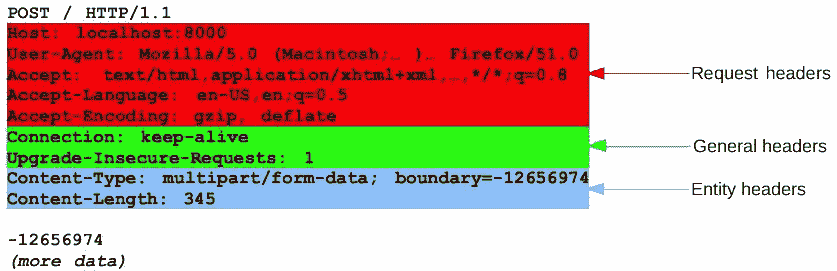 POST / HTTP/1.1
Host: localhost:8000
User-Agent: Mozilla/5.0 (Macintosh;… )… Firefox/51.0
Accept: text/html,application/xhtml+xml,…,*/*;q=0.8
Accept-Language: en-US,en;q=0.5
Accept-Encoding: gzip, deflate
Request headers
Connection: keep-alive
Upgrade-Insecure-Requests: 1
General headers
Content-Type: multipart/form-data; boundary=-12656974
Content-Length: 345
Entity headers
-12656974
(more data)